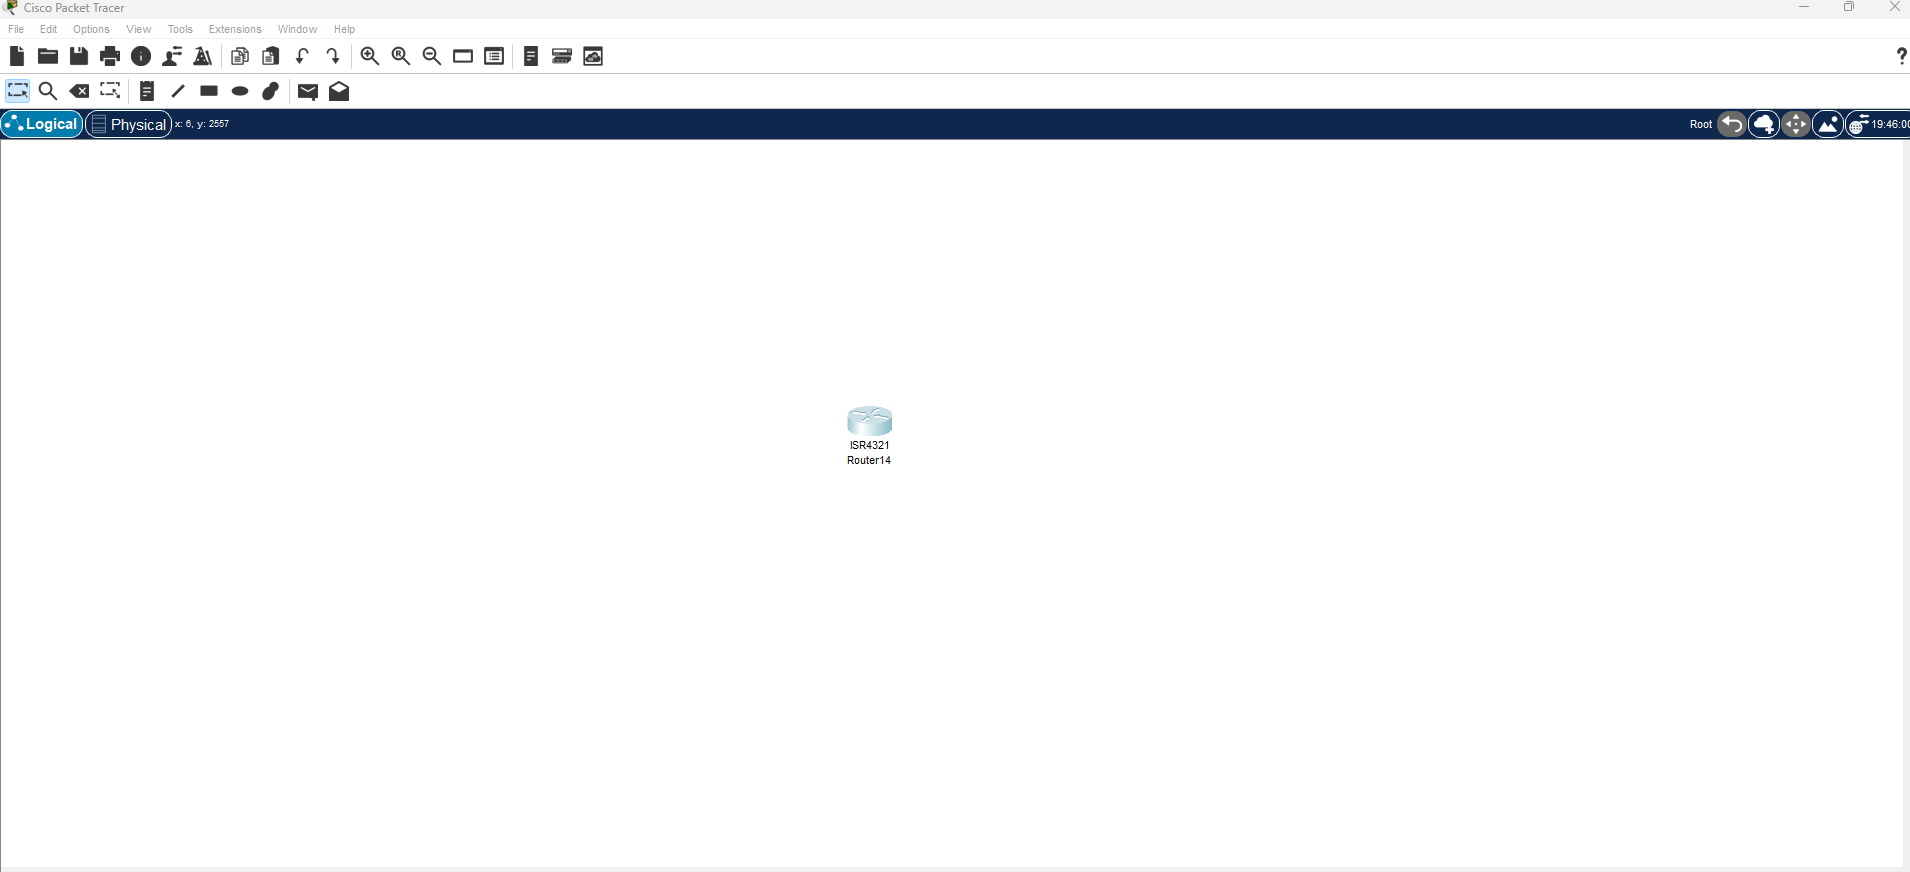 Cisco Packet Tracer
File Edit Options View Tools Extensions Window Help
?
Logical Physical x: 6, y: 2557 Root 19:46:00
ISR4321
Router14